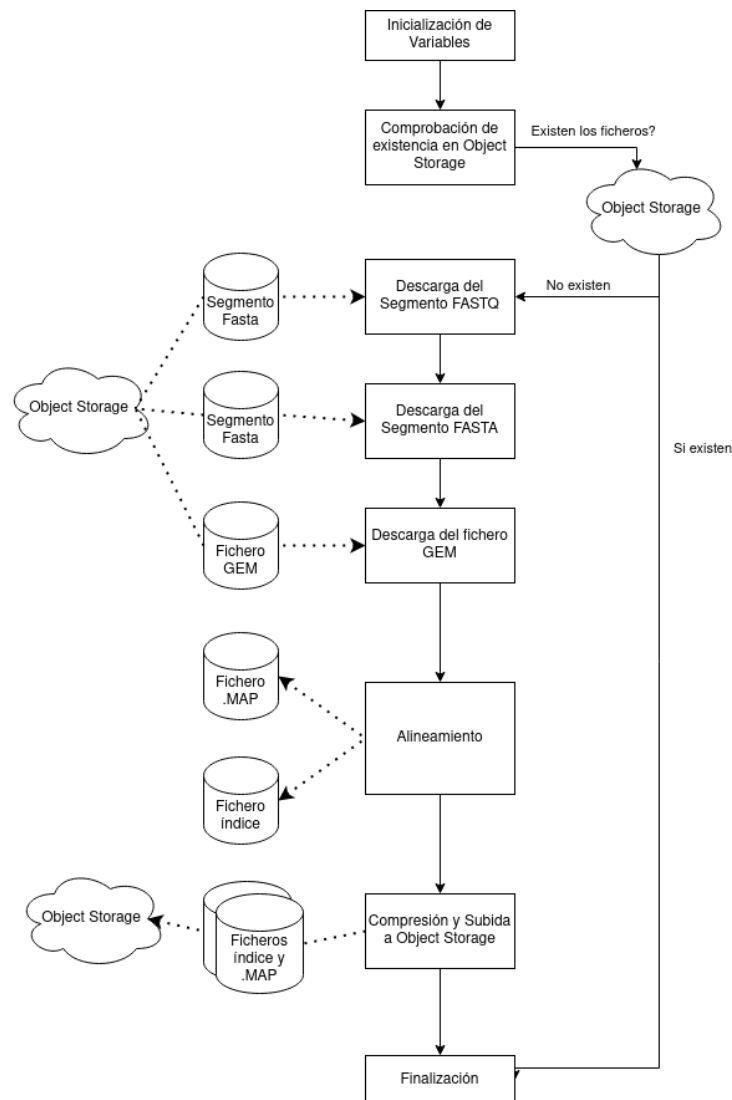 Inicialización de
Variables
Comprobación de
existencia en Object
Storage
Existen los ficheros?
Object Storage
Segmento
Fasta
Descarga del
Segmento FASTQ
No existen
Object Storage
Segmento
Fasta
Descarga del
Segmento FASTA
Si existen
Fichero
GEM
Descarga del fichero
GEM
Fichero
.MAP
Alineamiento
Fichero
índice
Object Storage
Ficheros
índice y
.MAP
Compresión y Subida
a Object Storage
Finalización